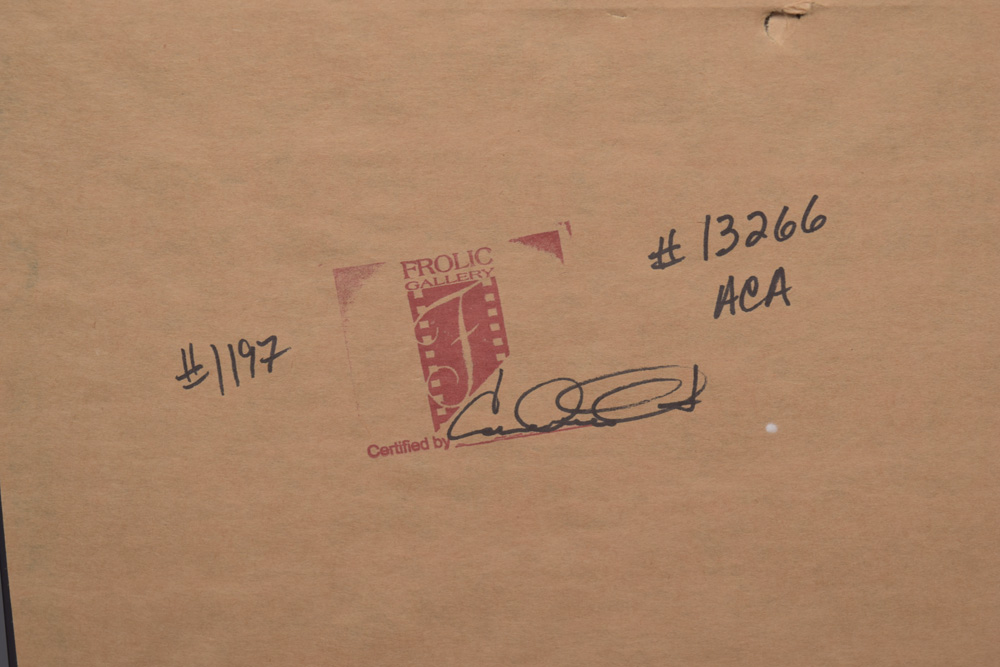 FROLIC
GALLERY
F
Certified by
#1197
#13266
ACA